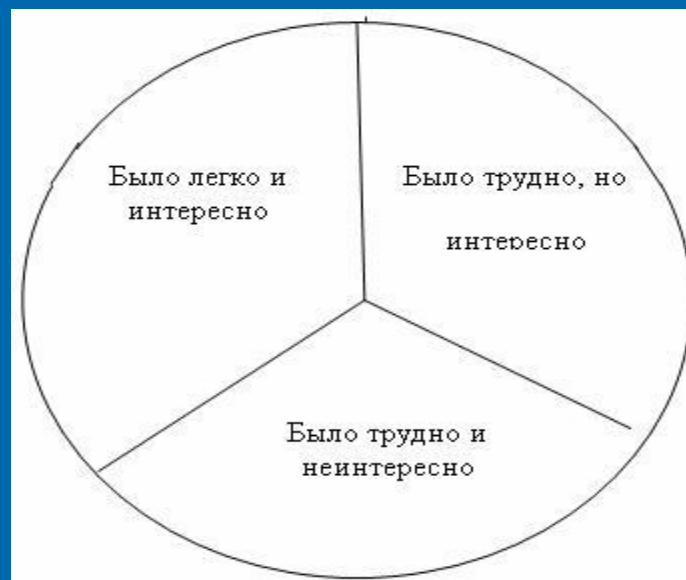 Было легко и
интересно
Было трудно, но
интересно
Было трудно и
неинтересно